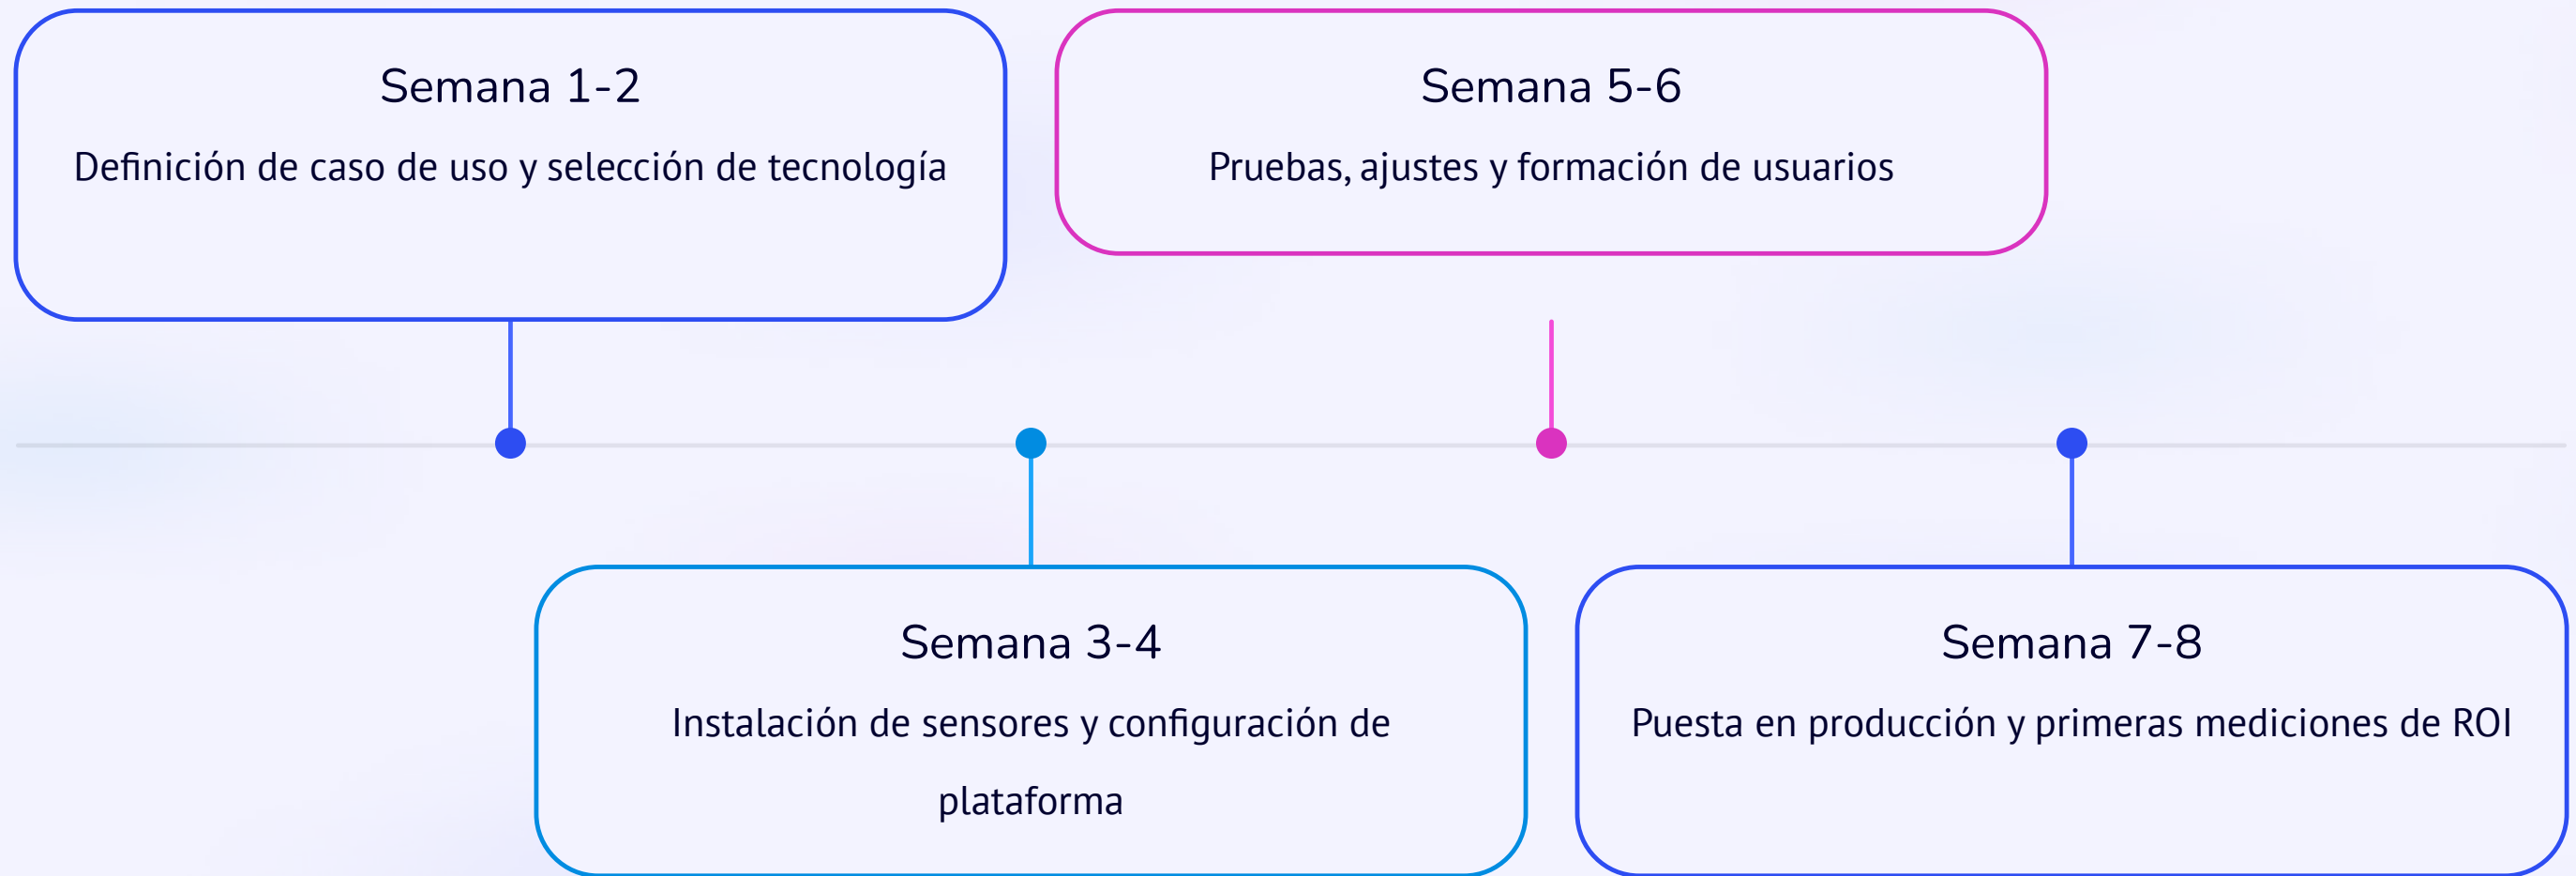 Semana 1-2
Definición de caso de uso y selección de tecnología
Semana 5-6
Pruebas, ajustes y formación de usuarios
Semana 3-4
Instalación de sensores y configuración de
plataforma
Semana 7-8
Puesta en producción y primeras mediciones de ROI